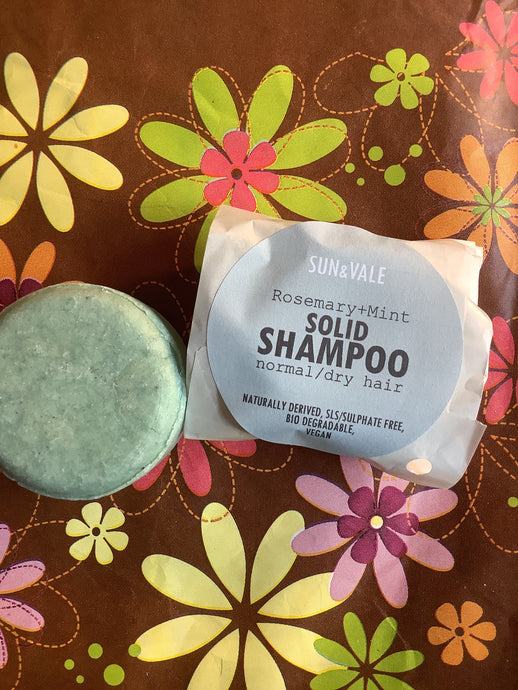 SUN&VALE
Rosemary+Mint
SOLID
SHAMPOO
normal/dry hair
NATURALLY DERIVED, SLS/SULPHATE FREE,
BIO DEGRADABLE,
VEGAN